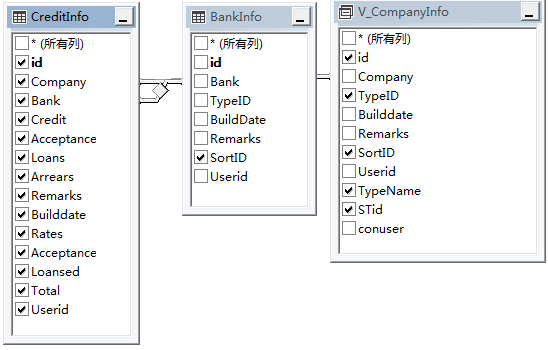 CreditInfo
* (所有列)
id
Company
Bank
Credit
Acceptance
Loans
Arrears
Remarks
Builddate
Rates
Acceptance
Loansed
Total
Userid
BankInfo
* (所有列)
id
Bank
TypeID
BuildDate
Remarks
SortID
Userid
V_CompanyInfo
* (所有列)
id
Company
TypeID
Builddate
Remarks
SortID
Userid
TypeName
STid
conuser